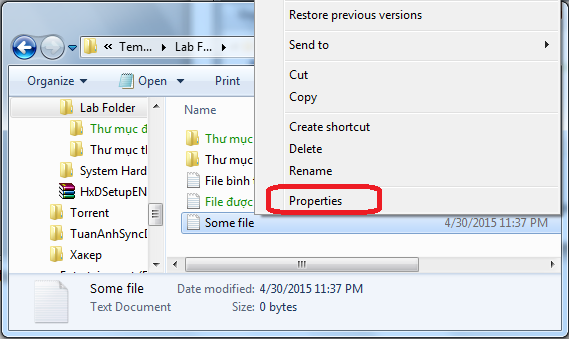 Restore previous versions
Send to
Cut
Copy
Create shortcut
Delete
Rename
Properties
« Tem... Lab F...
Organize Open Print
Lab Folder
Thư mục
Thư mục
System Hard
HxDSetupEN
Torrent
TuanAnhSyncD
Хакер
Name
Thư mục
Thư mục
File bình
File được
Some file 4/30/2015 11:37 PM
Some file Date modified: 4/30/2015 11:37 PM
Text Document Size: 0 bytes